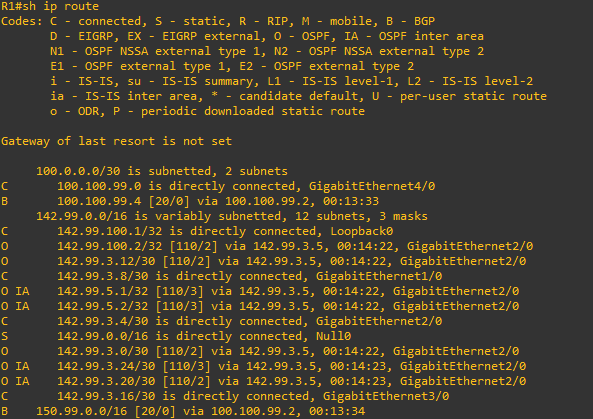 R1#sh ip route
Codes: C - connected, S - static, R - RIP, M - mobile, B - BGP
       D - EIGRP, EX - EIGRP external, O - OSPF, IA - OSPF inter area
       N1 - OSPF NSSA external type 1, N2 - OSPF NSSA external type 2
       E1 - OSPF external type 1, E2 - OSPF external type 2
       i - IS-IS, su - IS-IS summary, L1 - IS-IS level-1, L2 - IS-IS level-2
       ia - IS-IS inter area, * - candidate default, U - per-user static route
       o - ODR, P - periodic downloaded static route
Gateway of last resort is not set
     100.0.0.0/30 is subnetted, 2 subnets
C       100.100.99.0 is directly connected, GigabitEthernet4/0
B       100.100.99.4 [20/0] via 100.100.99.2, 00:13:33
     142.99.0.0/16 is variably subnetted, 12 subnets, 3 masks
C       142.99.100.1/32 is directly connected, Loopback0
O       142.99.100.2/32 [110/2] via 142.99.3.5, 00:14:22, GigabitEthernet2/0
O       142.99.3.12/30 [110/2] via 142.99.3.5, 00:14:22, GigabitEthernet2/0
C       142.99.3.8/30 is directly connected, GigabitEthernet1/0
O IA    142.99.5.1/32 [110/3] via 142.99.3.5, 00:14:22, GigabitEthernet2/0
O IA    142.99.5.2/32 [110/3] via 142.99.3.5, 00:14:22, GigabitEthernet2/0
C       142.99.3.4/30 is directly connected, GigabitEthernet2/0
S       142.99.0.0/16 is directly connected, Null0
O       142.99.3.0/30 [110/2] via 142.99.3.5, 00:14:22, GigabitEthernet2/0
O IA    142.99.3.24/30 [110/3] via 142.99.3.5, 00:14:23, GigabitEthernet2/0
O IA    142.99.3.20/30 [110/2] via 142.99.3.5, 00:14:23, GigabitEthernet2/0
C       142.99.3.16/30 is directly connected, GigabitEthernet3/0
B    150.99.0.0/16 [20/0] via 100.100.99.2, 00:13:34